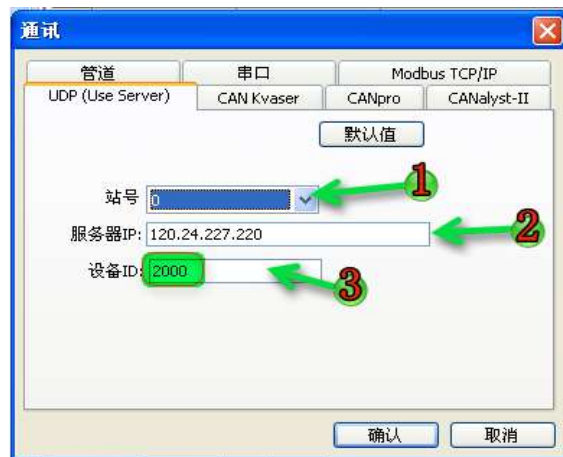 通讯
管道 串口 Modbus TCP/IP
UDP (Use Server) CAN Kvaser CANpro CANalyst-II
默认值
站号 0 1
服务器IP: 120.24.227.220 2
设备ID: 2000 3
确认 取消